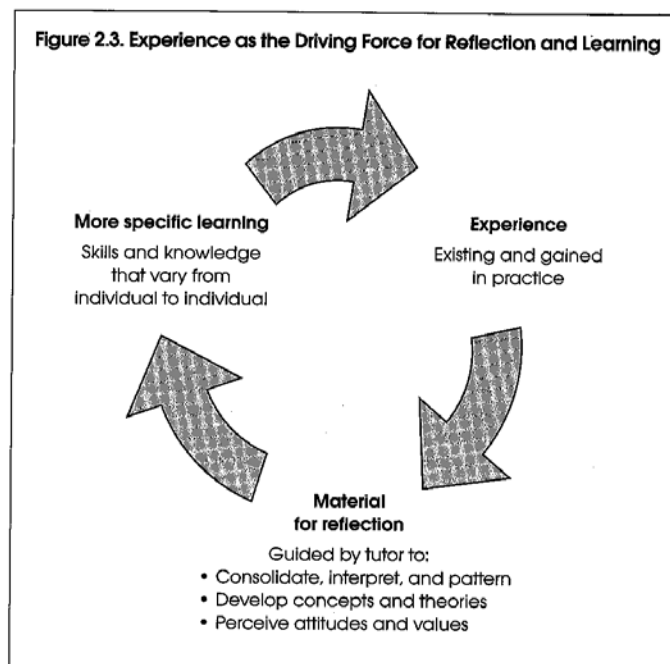 Figure 2.3. Experience as the Driving Force for Reflection and Learning
More specific learning
Skills and knowledge
that vary from
individual to individual
Experience
Existing and gained
in practice
Material
for reflection
Guided by tutor to:
• Consolidate, interpret, and pattern
• Develop concepts and theories
• Perceive attitudes and values